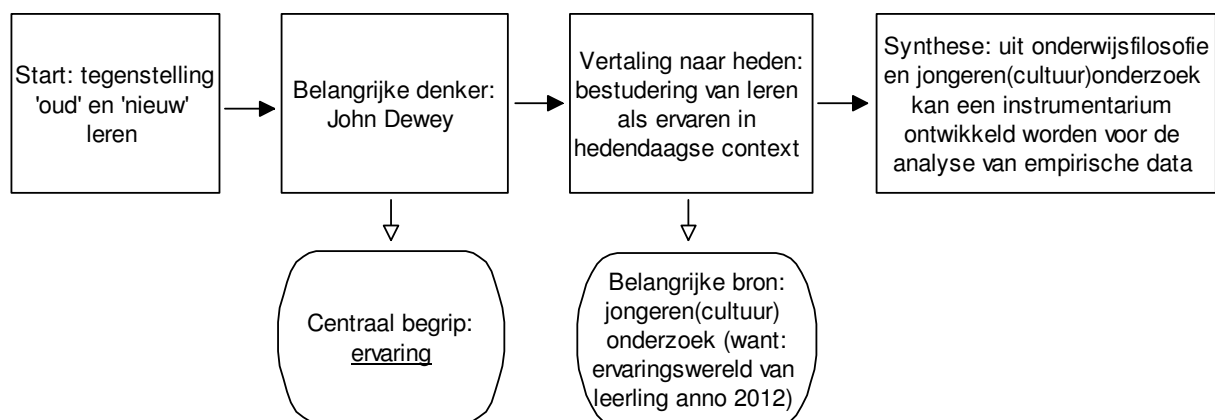 Start: tegenstelling
'oud' en 'nieuw'
leren
Belangrijke denker:
John Dewey
Vertaling naar heden:
bestudering van leren
als ervaren in
hedendaagse context
Synthese: uit onderwijsfilosofie
en jongeren(cultuur)onderzoek
kan een instrumentarium
ontwikkeld worden voor de
analyse van empirische data
Centraal begrip:
ervaring
Belangrijke bron:
jongeren(cultuur)
onderzoek (want:
ervaringswereld van
leerling anno 2012)